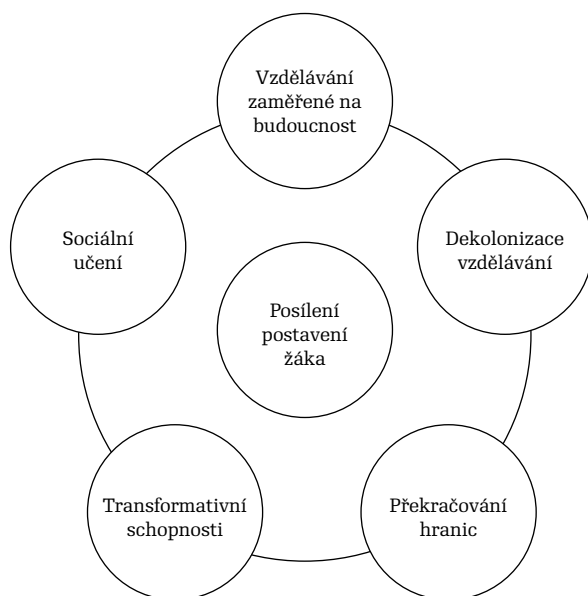 Vzdělávání
zaměřené na
budoucnost
Sociální
učení
Dekolonizace
vzdělávání
Posílení
postavení
žáka
Transformativní
schopnosti
Překračování
hranic